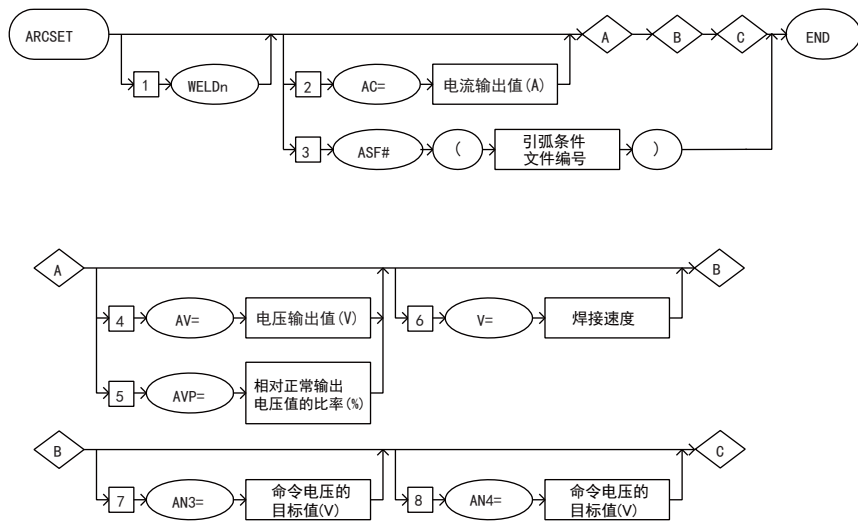 ARCSET
A
B
C
END
1
WELDn
2
AC=
电流输出值(A)
3
ASF#
(
引弧条件
文件编号
)
A
B
4
AV=
电压输出值(V)
6
V=
焊接速度
5
AVP=
相对正常输出
电压值的比率(%)
B
C
7
AN3=
命令电压的
目标值(V)
8
AN4=
命令电压的
目标值(V)